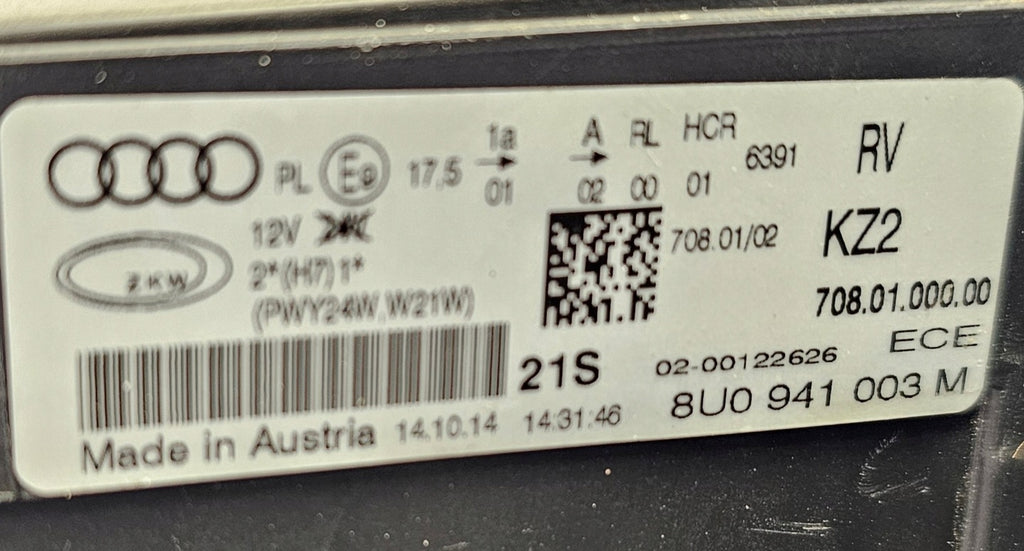 PL E9 17,5 1a 01 A 02 RL 00 HCR 01 6391 RV
12V 24V 708.01/02 KZ2
ZKW 2*(H7) 1*
(PWY24W,W21W) 708.01.000.00
21S 02-00122626 ECE
Made in Austria 14.10.14 14:31:46 8U0 941 003 M